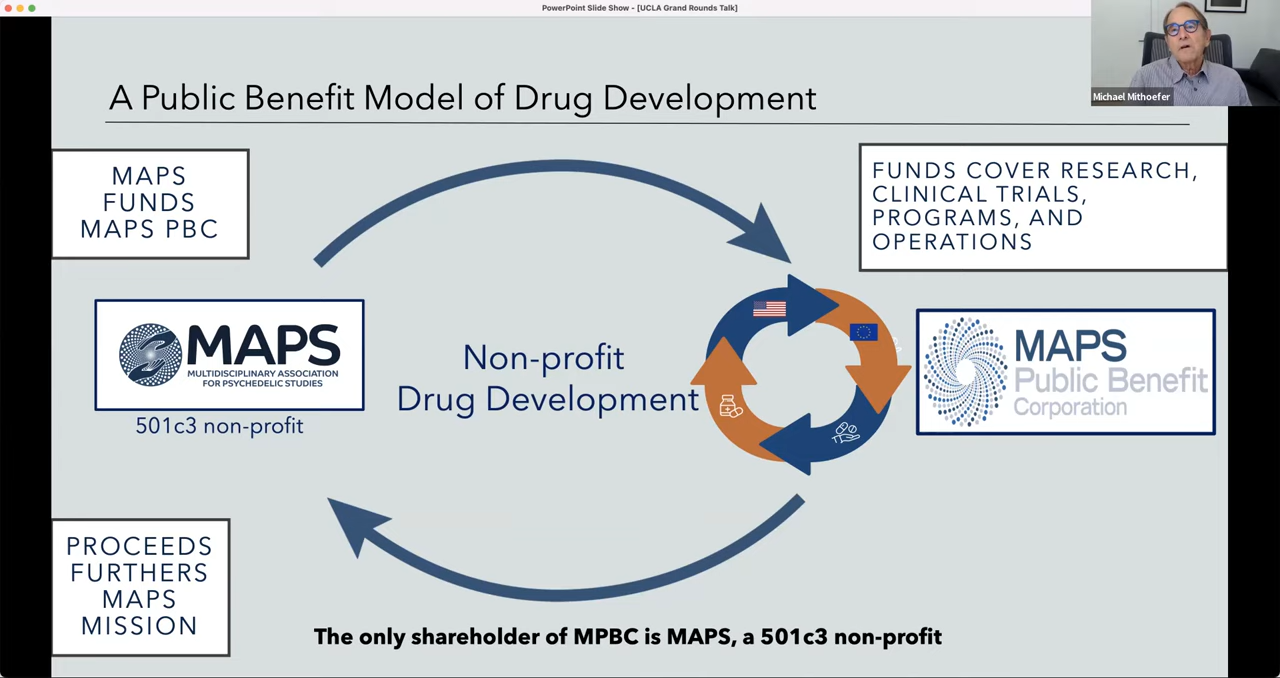 PowerPoint Slide Show - [UCLA Grand Rounds Talk]
Michael Mithoefer
A Public Benefit Model of Drug Development
MAPS
FUNDS
MAPS PBC
FUNDS COVER RESEARCH,
CLINICAL TRIALS,
PROGRAMS, AND
OPERATIONS
MAPS
MULTIDISCIPLINARY ASSOCIATION
FOR PSYCHEDELIC STUDIES
501c3 non-profit
Non-profit
Drug Development
MAPS
Public Benefit
Corporation
PROCEEDS
FURTHERS
MAPS
MISSION
The only shareholder of MPBC is MAPS, a 501c3 non-profit